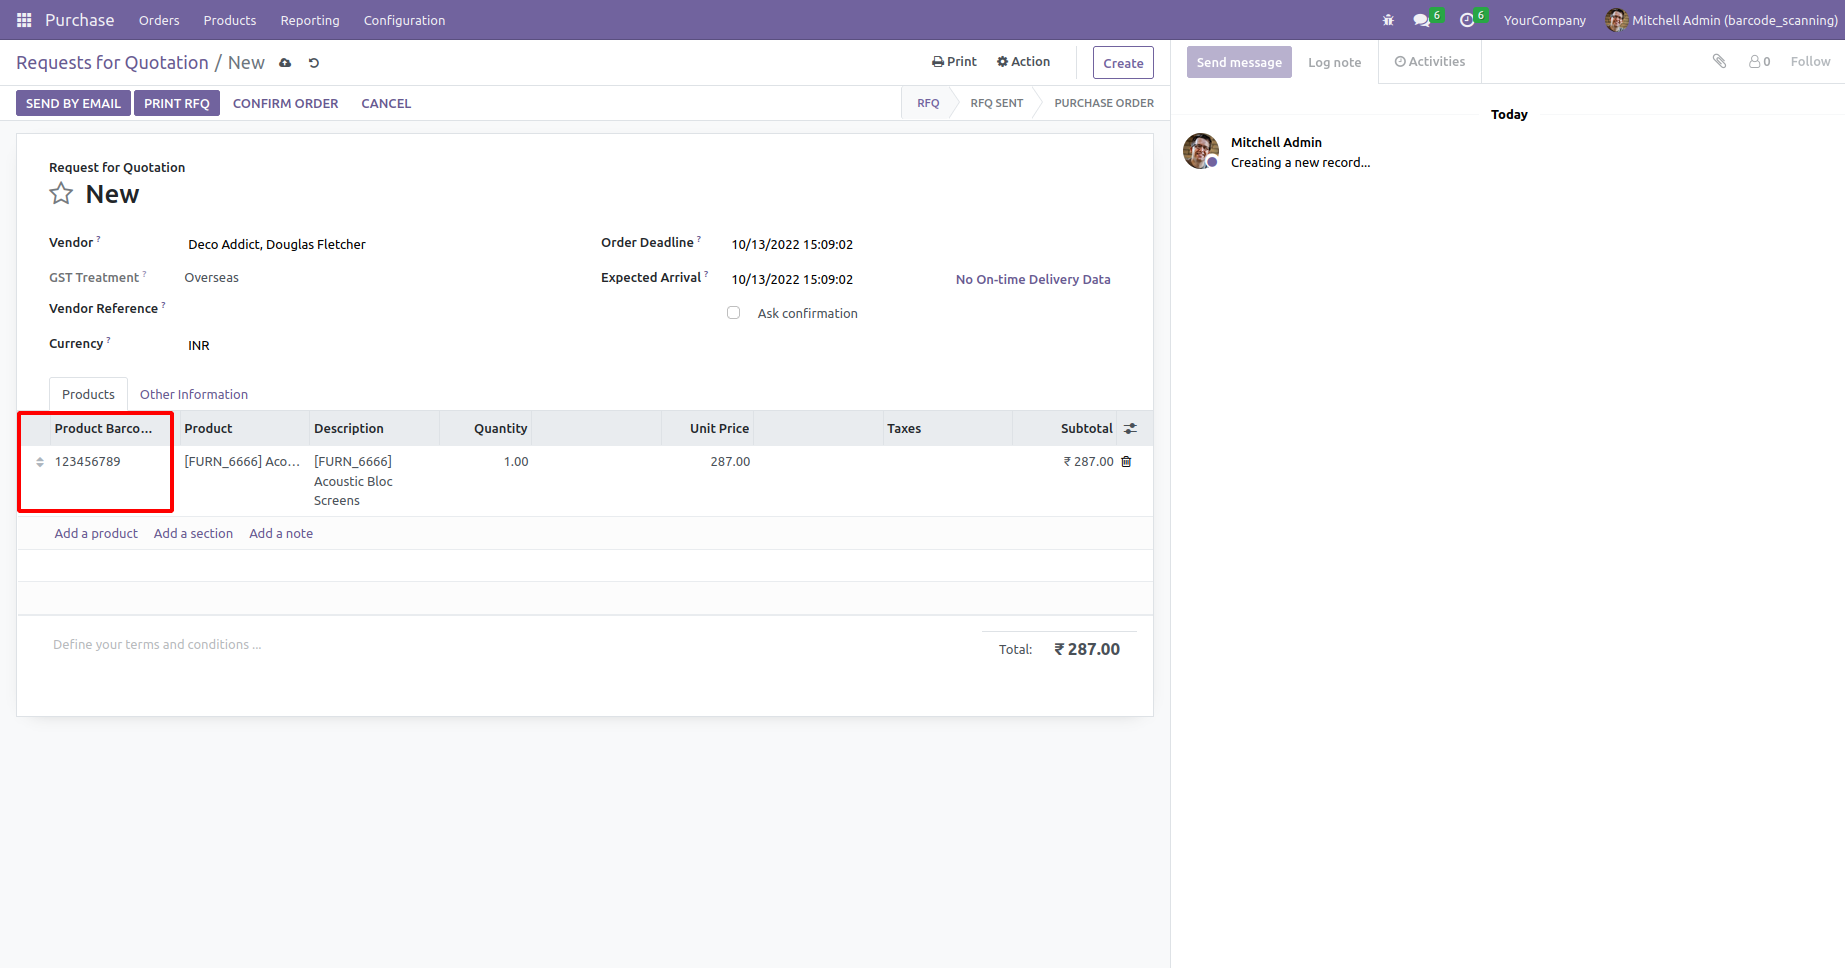 Purchase Orders Products Reporting Configuration 6 6 YourCompany Mitchell Admin (barcode_scanning)
Requests for Quotation / New Print Action Create
SEND BY EMAIL PRINT RFQ CONFIRM ORDER CANCEL RFQ RFQ SENT PURCHASE ORDER
Request for Quotation
New
Vendor ? Deco Addict, Douglas Fletcher Order Deadline ? 10/13/2022 15:09:02
GST Treatment ? Overseas Expected Arrival ? 10/13/2022 15:09:02 No On-time Delivery Data
Vendor Reference ? Ask confirmation
Currency ? INR
Products Other Information
Product Barco... Product Description Quantity Unit Price Taxes Subtotal
123456789 [FURN_6666] Aco... [FURN_6666] 1.00 287.00 ₹ 287.00
Acoustic Bloc
Screens
Add a product Add a section Add a note
Define your terms and conditions ...
Total: ₹ 287.00
Send message Log note Activities 0 Follow
Today
Mitchell Admin
Creating a new record...